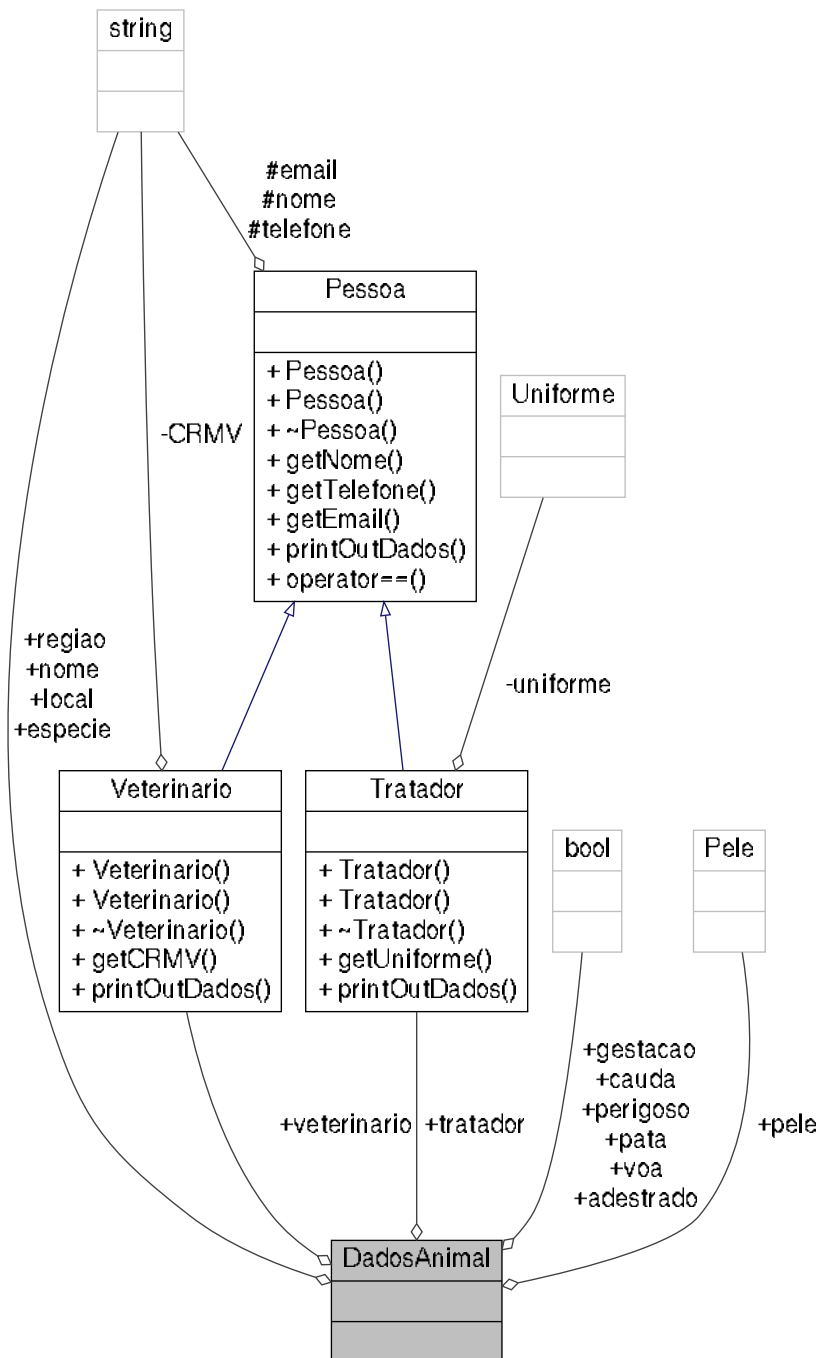 string
#email
#nome
#telefone
Pessoa
+ Pessoa()
+ Pessoa()
+ ~Pessoa()
+ getNome()
+ getTelefone()
+ getEmail()
+ printOutDados()
+ operator==()
Uniforme
-CRMV
+regiao
+nome
+local
+especie
-uniforme
Veterinario
+ Veterinario()
+ Veterinario()
+ ~Veterinario()
+ getCRMV()
+ printOutDados()
Tratador
+ Tratador()
+ Tratador()
+ ~Tratador()
+ getUniforme()
+ printOutDados()
bool
Pele
+veterinario
+tratador
+gestacao
+cauda
+perigoso
+pata
+voa
+adestrado
+pele
DadosAnimal